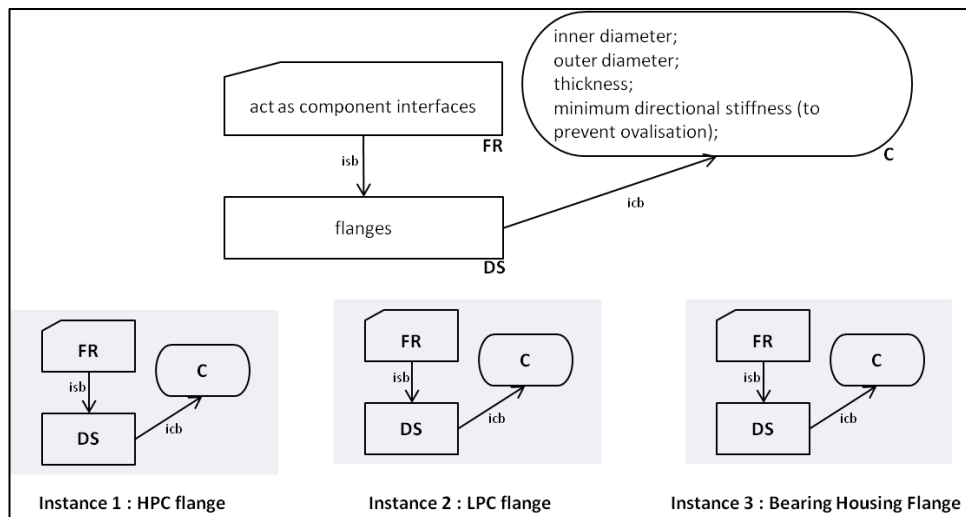 inner diameter;
outer diameter;
thickness;
minimum directional stiffness (to
prevent ovalisation);
C
act as component interfaces
FR
isb
flanges
DS
icb
FR
isb
C
DS
icb
Instance 1 : HPC flange
FR
isb
C
DS
icb
Instance 2 : LPC flange
FR
isb
C
DS
icb
Instance 3 : Bearing Housing Flange